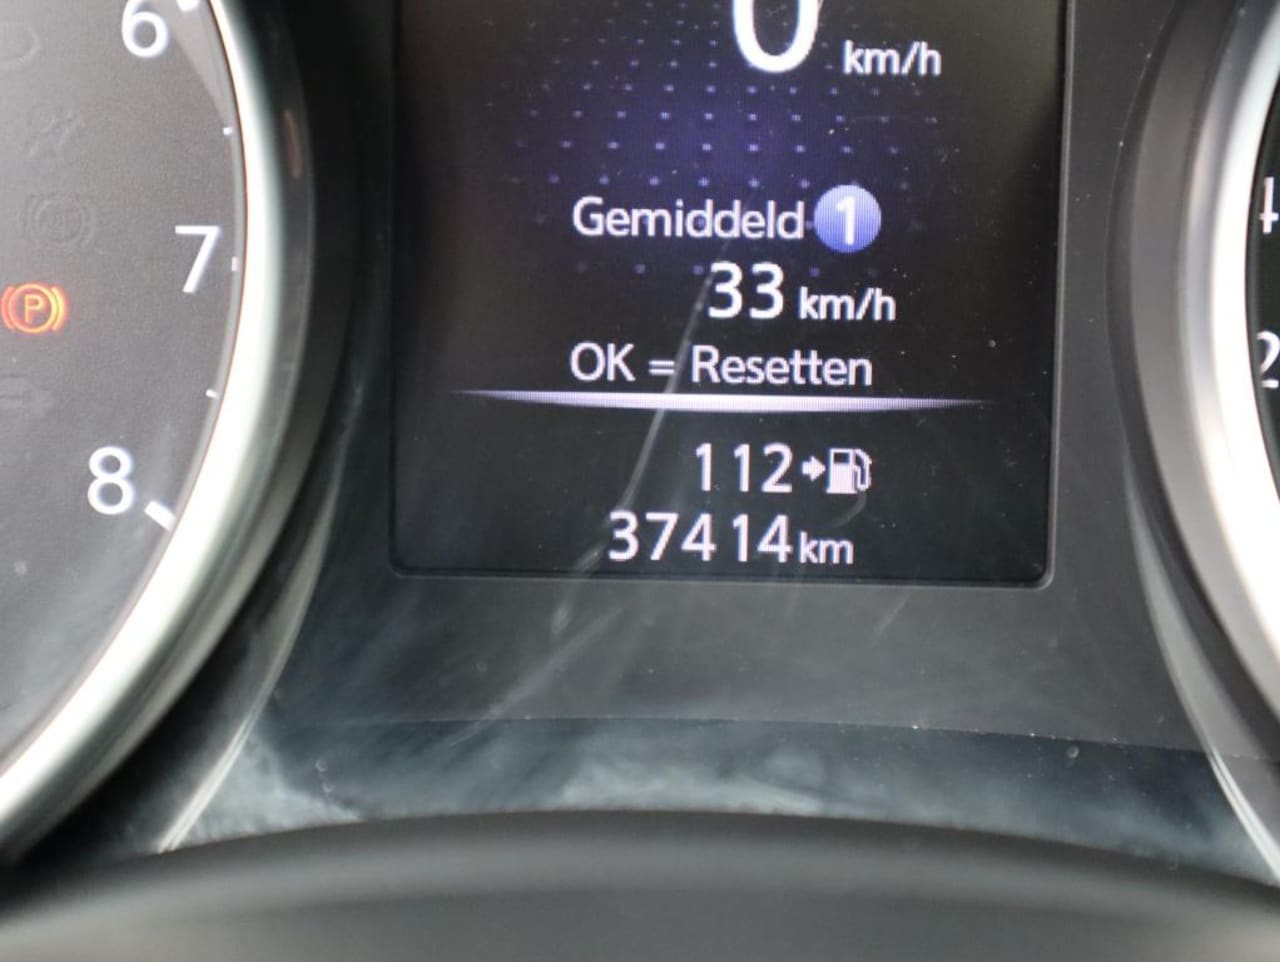 6
0 km/h
Gemiddeld 1
7
33 km/h
P
OK = Resetten
8
112
37414 km